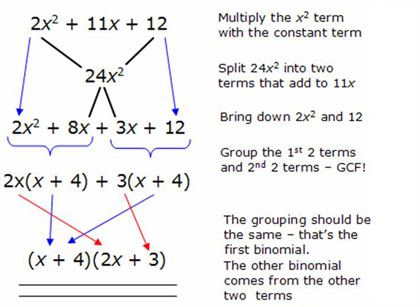 2x² + 11x + 12
Multiply the x² term
with the constant term
24x²
Split 24x² into two
terms that add to 11x
2x² + 8x + 3x + 12
Bring down 2x² and 12
Group the 1st 2 terms
and 2nd 2 terms – GCF!
2x(x + 4) + 3(x + 4)
The grouping should be
the same – that's the
first binomial.
(x + 4)(2x + 3)
The other binomial
comes from the other
two terms